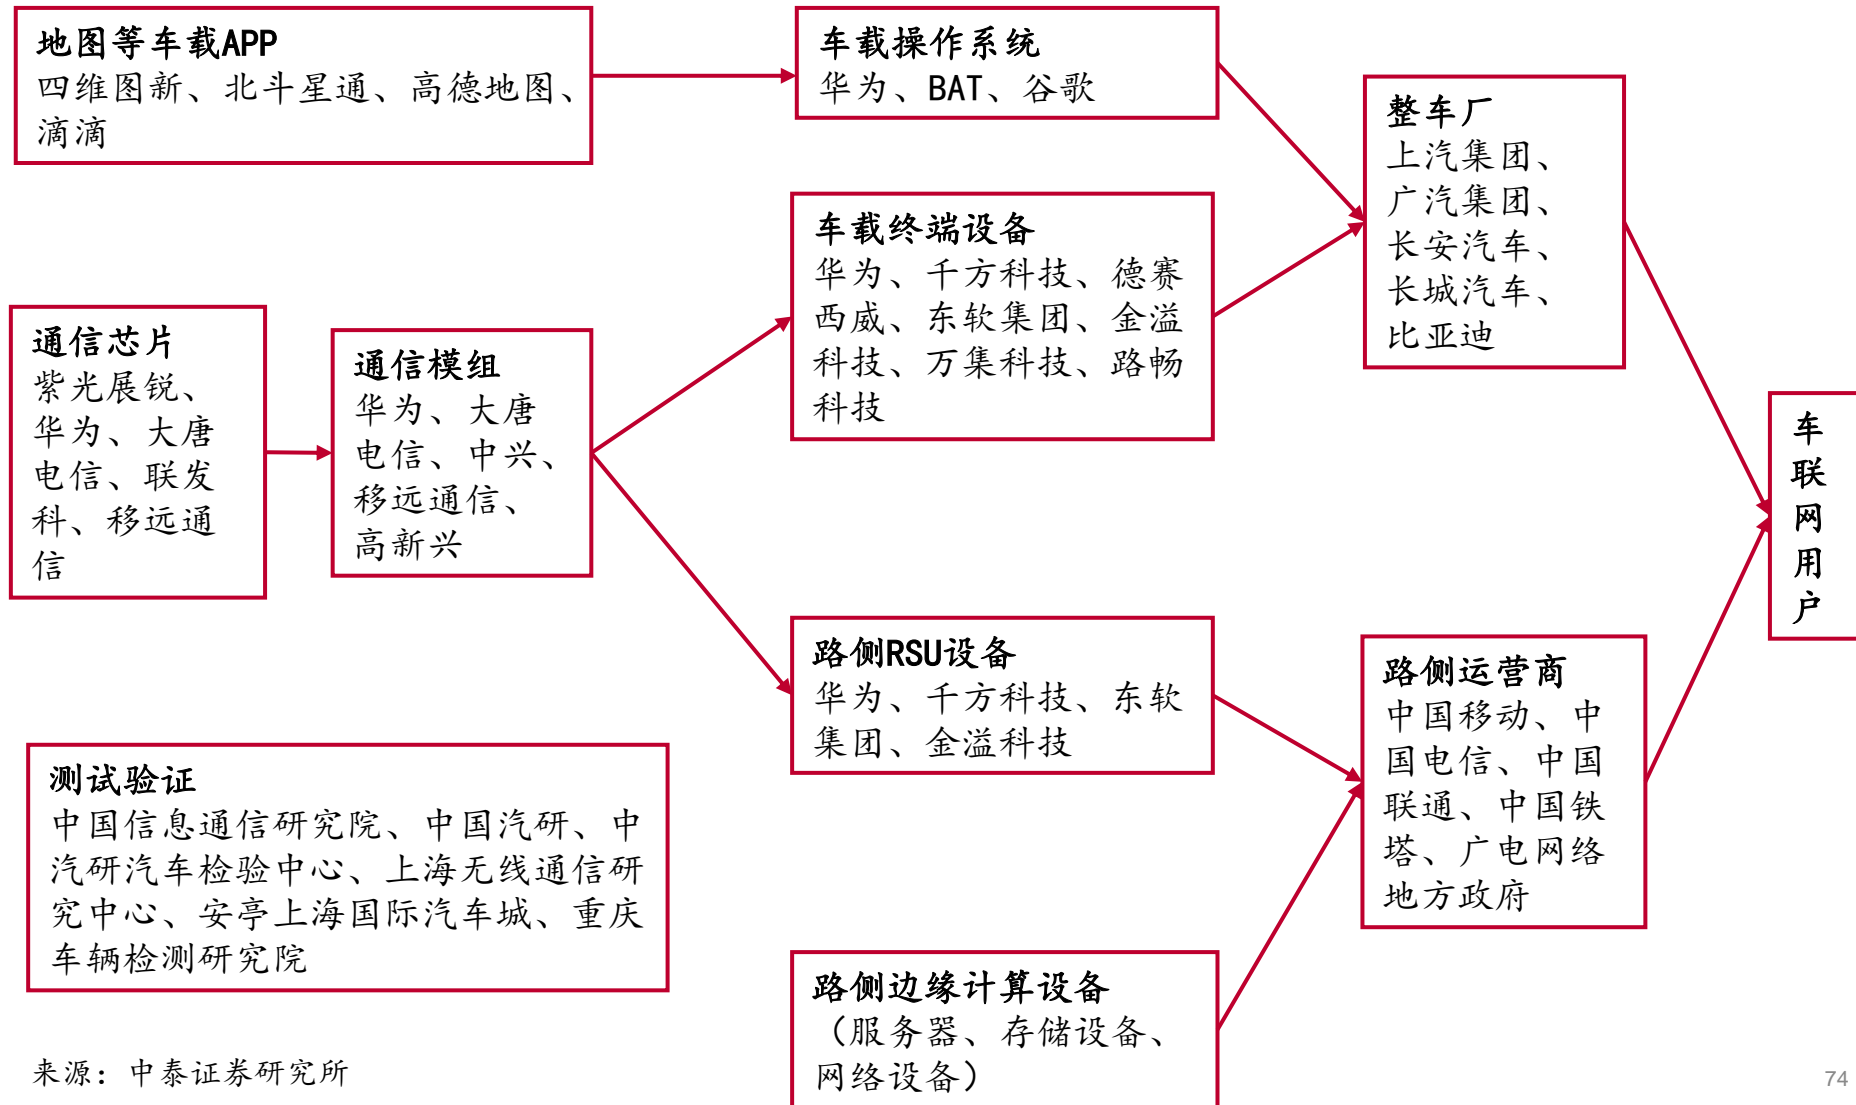 地图等车载APP
四维图新、北斗星通、高德地图、
滴滴
车载操作系统
华为、BAT、谷歌
整车厂
上汽集团、
广汽集团、
长安汽车、
长城汽车、
比亚迪
车载终端设备
华为、千方科技、德赛
西威、东软集团、金溢
科技、万集科技、路畅
科技
通信芯片
紫光展锐、
华为、大唐
电信、联发
科、移远通
信
通信模组
华为、大唐
电信、中兴、
移远通信、
高新兴
车
联
网
用
户
路侧RSU设备
华为、千方科技、东软
集团、金溢科技
路侧运营商
中国移动、中
国电信、中国
联通、中国铁
塔、广电网络
地方政府
测试验证
中国信息通信研究院、中国汽研、中
汽研汽车检验中心、上海无线通信研
究中心、安亭上海国际汽车城、重庆
车辆检测研究院
路侧边缘计算设备
（服务器、存储设备、
网络设备）
来源：中泰证券研究所
74